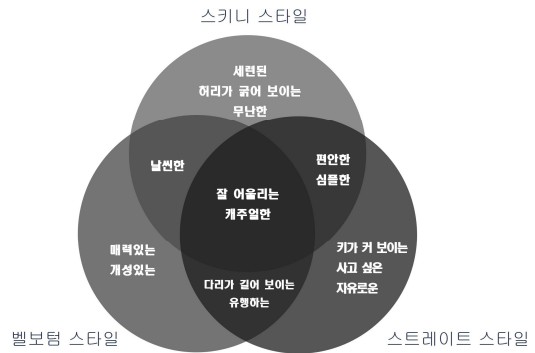 스키니 스타일
세련된
허리가 굵어 보이는
무난한
날씬한
편안한
심플한
잘 어울리는
캐주얼한
매력있는
개성있는
키가 커 보이는
사고 싶은
자유로운
다리가 길어 보이는
유행하는
벨보텀 스타일
스트레이트 스타일